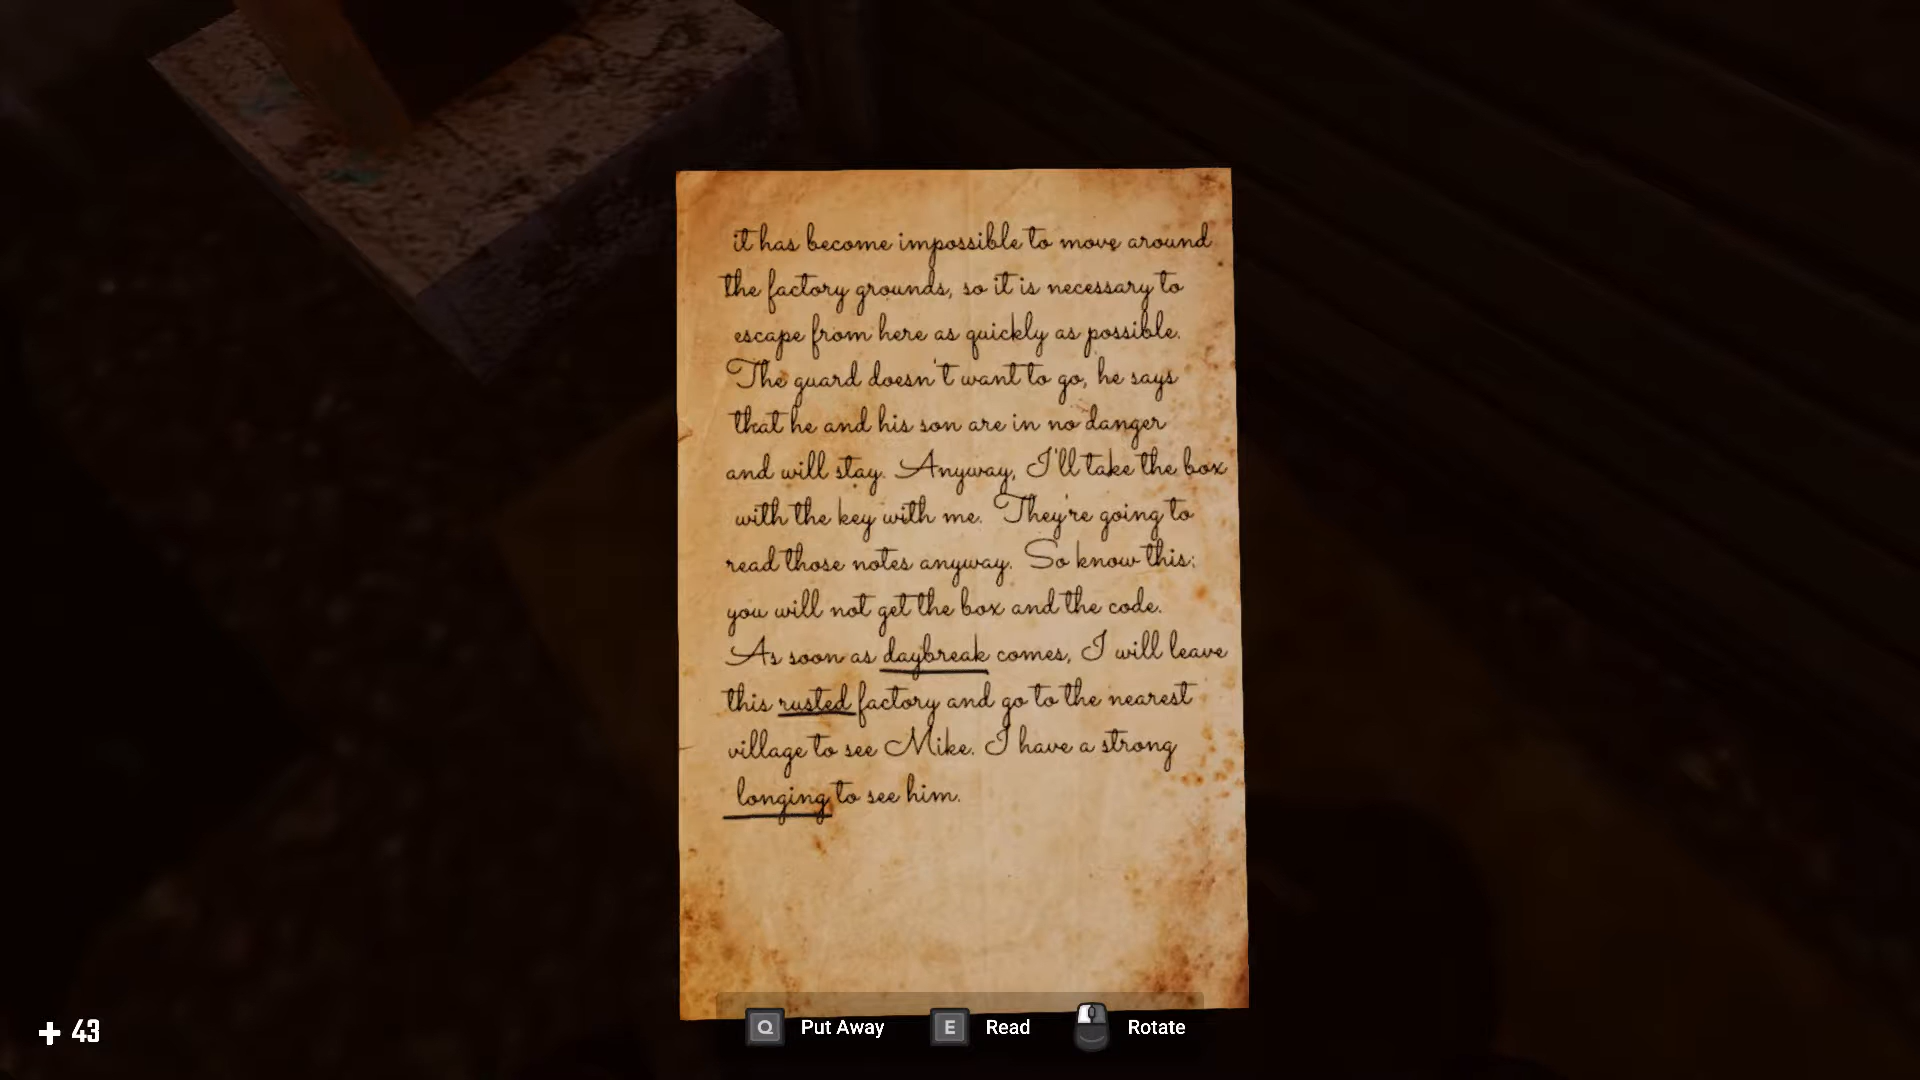 it has become impossible to move around
the factory grounds, so it is necessary to
escape from here as quickly as possible.
The guard doesn't want to go, he says
that he and his son are in no danger
and will stay. Anyway, I'll take the box
with the key with me. They're going to
read those notes anyway. So know this:
you will not get the box and the code.
As soon as daybreak comes, I will leave
this rusted factory and go to the nearest
village to see Mike. I have a strong
longing to see him.
Q Put Away E Read Rotate
+ 43